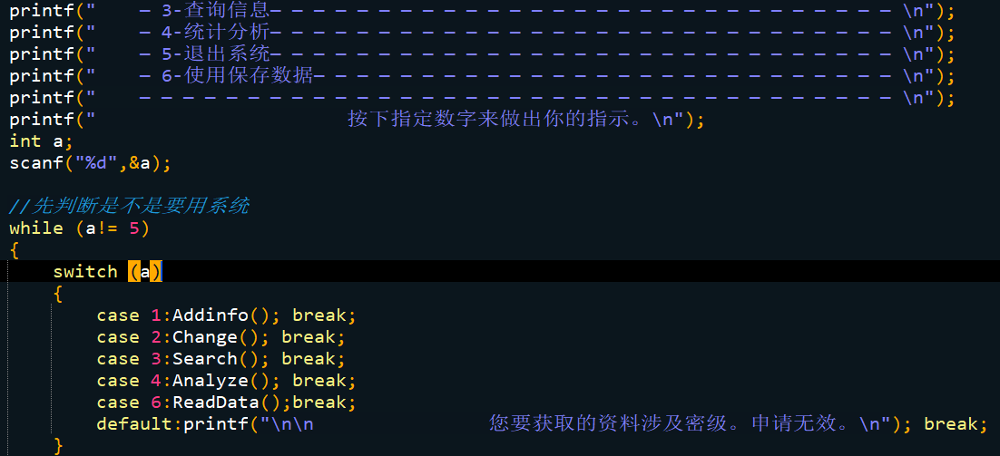 printf("    — 3-查询信息— — — — — — — — — — — — — — — — — — — — — — — — — — — — — \n");
printf("    — 4-统计分析— — — — — — — — — — — — — — — — — — — — — — — — — — — — — \n");
printf("    — 5-退出系统— — — — — — — — — — — — — — — — — — — — — — — — — — — — — \n");
printf("    — 6-使用保存数据— — — — — — — — — — — — — — — — — — — — — — — — — — — \n");
printf("    — — — — — — — — — — — — — — — — — — — — — — — — — — — — — — — — — — — \n");
printf("                       按下指定数字来做出你的指示。\n");
int a;
scanf("%d",&a);
//先判断是不是要用系统
while (a!= 5)
{
    switch (a)
    {
        case 1:Addinfo(); break;
        case 2:Change(); break;
        case 3:Search(); break;
        case 4:Analyze(); break;
        case 6:ReadData();break;
        default:printf("\n\n                您要获取的资料涉及密级。申请无效。\n"); break;
    }